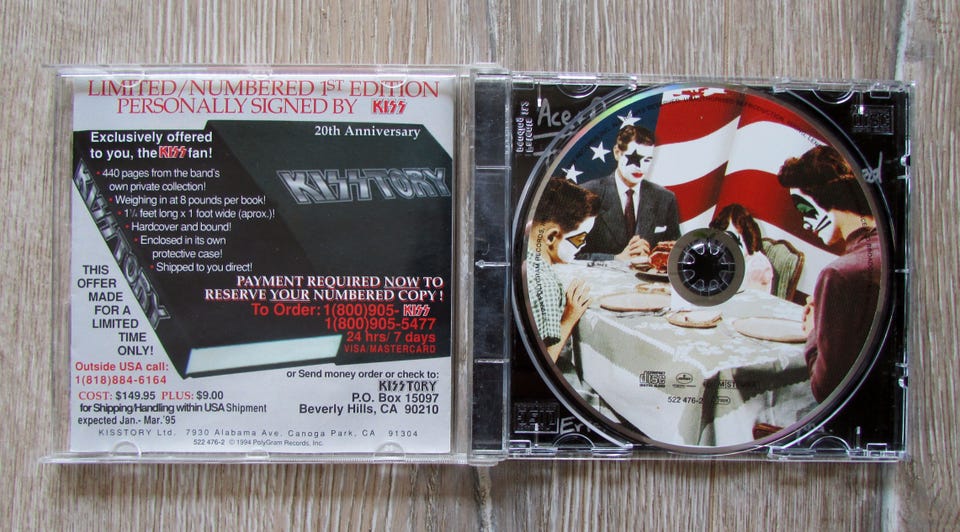 LIMITED/NUMBERED 1ST EDITION
PERSONALLY SIGNED BY KISS
20th Anniversary
Exclusively offered
to you, the KISS fan!
• 440 pages from the band's
own private collection!
• Weighing in at 8 pounds per book!
• 1¼ feet long x 1 foot wide (aprox.)!
• Hardcover and bound!
• Enclosed in its own
protective case!
• Shipped to you direct!
KISSTORY
KISSTORY
THIS
OFFER
MADE
FOR A
LIMITED
TIME
ONLY!
PAYMENT REQUIRED NOW TO
RESERVE YOUR NUMBERED COPY!
To Order: 1(800)905-KISS
1(800)905-5477
24 hrs/ 7 days
VISA/MASTERCARD
Outside USA call:
1(818)884-6164
COST: $149.95 PLUS: $9.00
for Shipping/Handling within USA Shipment
expected Jan.- Mar.'95
or Send money order or check to:
KISSTORY
P.O. Box 15097
Beverly Hills, CA 90210
KISSTORY Ltd. 7930 Alabama Ave. Canoga Park, CA 91304
522 476-2 © 1994 PolyGram Records, Inc.
Ace
COMPACT
disc
DIGITAL AUDIO
522 476-2